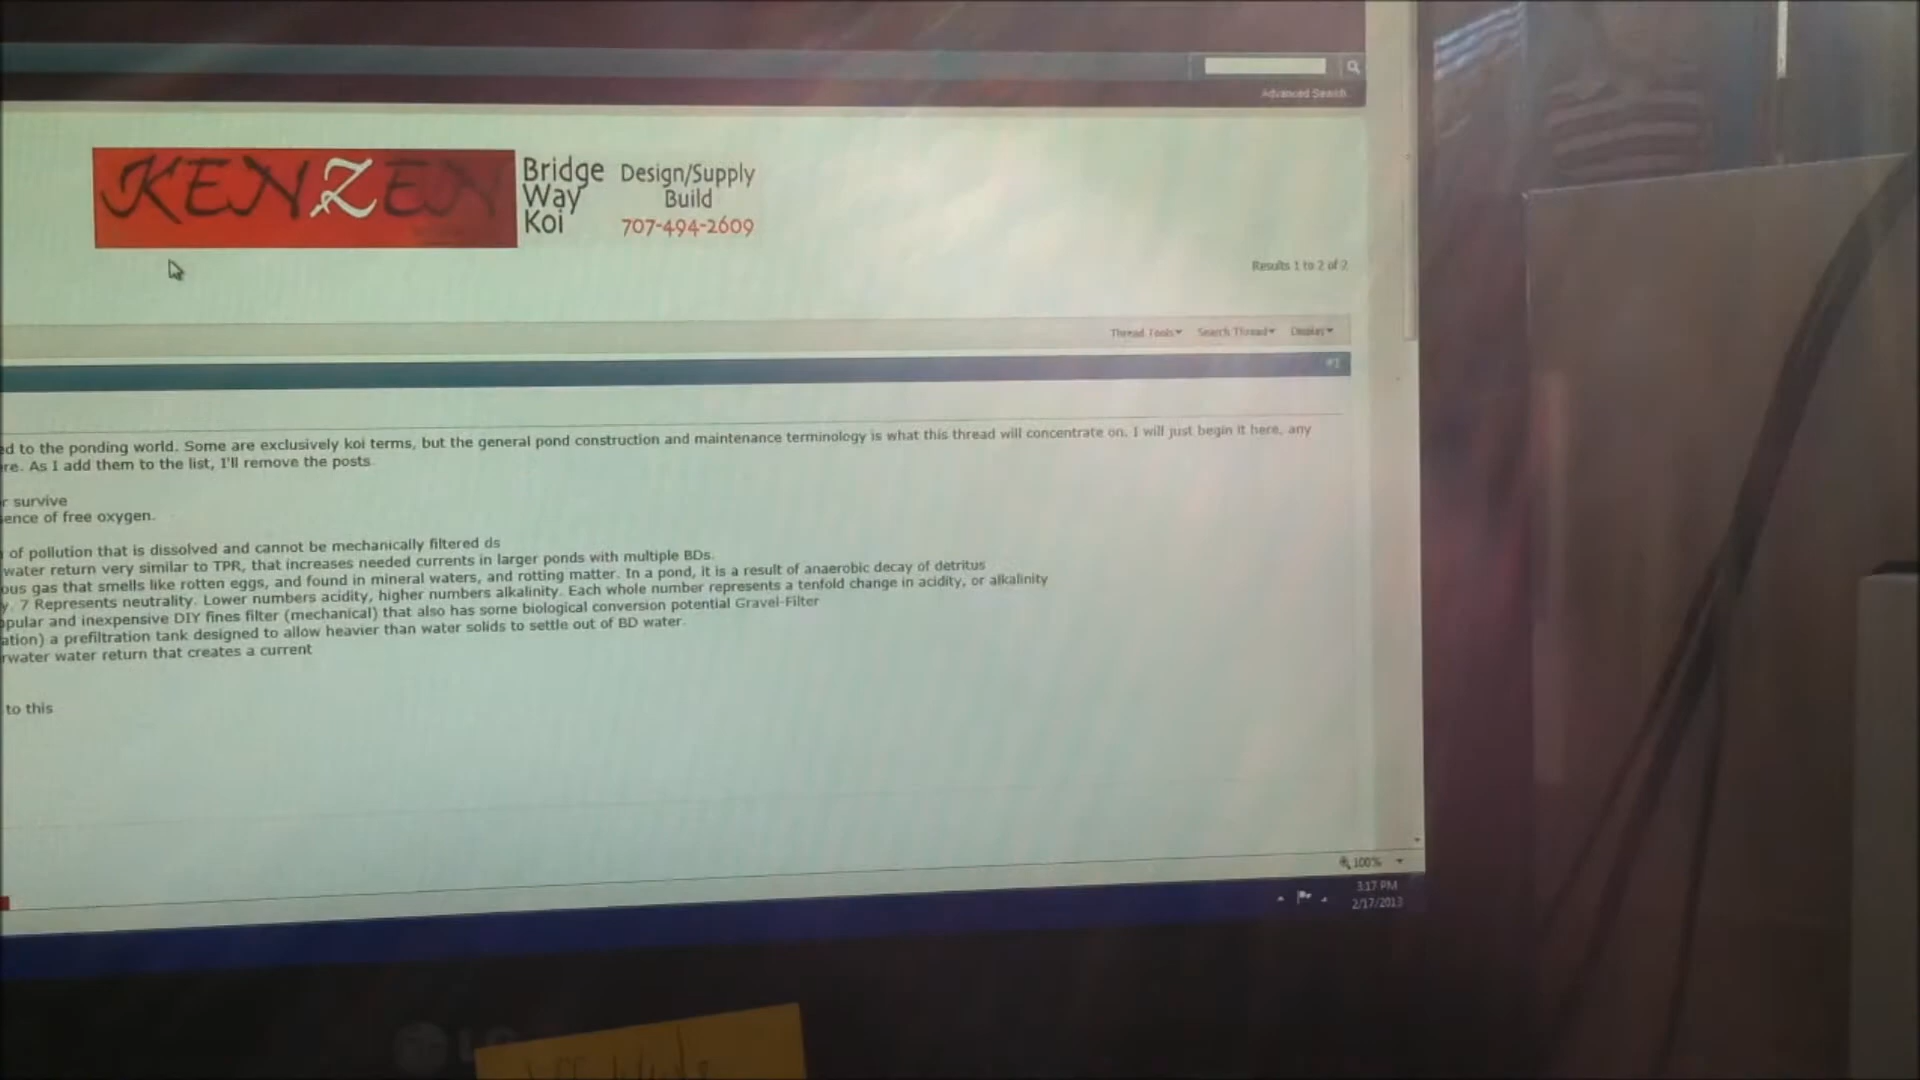 Advanced Search
KENZEN
Bridge
Way
Koi
Design/Supply
Build
707-494-2609
Results 1 to 2 of 2
Thread Tools
Search Thread
Display
#1
ed to the ponding world. Some are exclusively koi terms, but the general pond construction and maintenance terminology is what this thread will concentrate on. I will just begin it here, any
re. As I add them to the list, I'll remove the posts
r survive
ence of free oxygen.
of pollution that is dissolved and cannot be mechanically filtered ds
water return very similar to TPR, that increases needed currents in larger ponds with multiple BDs.
ous gas that smells like rotten eggs, and found in mineral waters, and rotting matter. In a pond, it is a result of anaerobic decay of detritus
y. 7 Represents neutrality. Lower numbers acidity, higher numbers alkalinity. Each whole number represents a tenfold change in acidity, or alkalinity
opular and inexpensive DIY fines filter (mechanical) that also has some biological conversion potential Gravel-Filter
ation) a prefiltration tank designed to allow heavier than water solids to settle out of BD water.
rwater water return that creates a current
to this
100%
3:17 PM
2/17/2013
LG